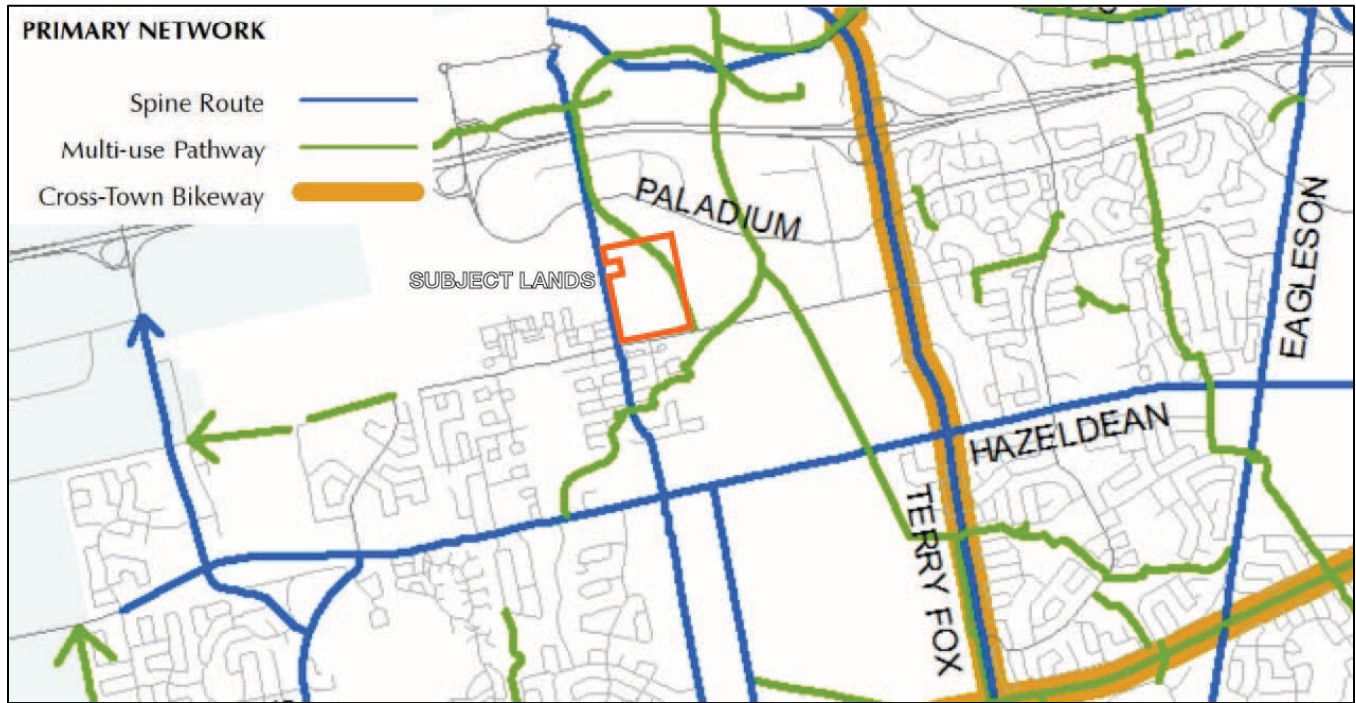 PRIMARY NETWORK
Spine Route
Multi-use Pathway
Cross-Town Bikeway
PALADIUM
SUBJECT LANDS
EAGLESON
HAZELDEAN
TERRY FOX